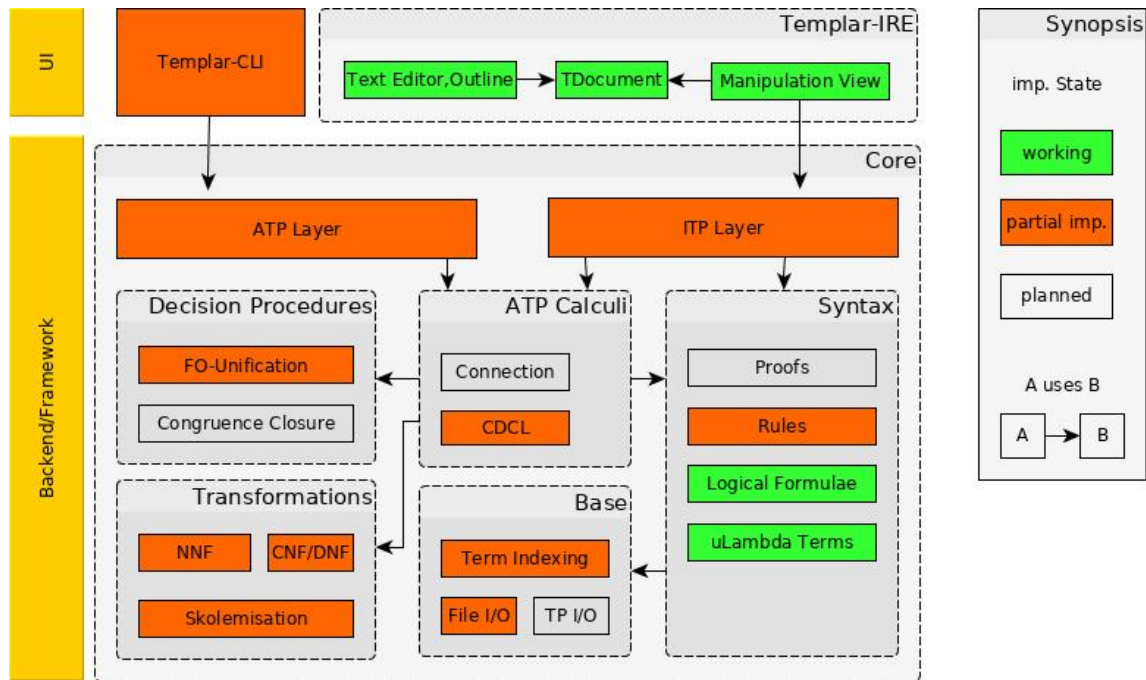 UI
Templar-CLI
Templar-IRE
Text Editor,Outline
TDocument
Manipulation View
Backend/Framework
Core
ATP Layer
ITP Layer
Decision Procedures
FO-Unification
Congruence Closure
ATP Calculi
Connection
CDCL
Syntax
Proofs
Rules
Logical Formulae
uLambda Terms
Transformations
NNF
CNF/DNF
Skolemisation
Base
Term Indexing
File I/O
TP I/O
Synopsis
imp. State
working
partial imp.
planned
A uses B
A
B